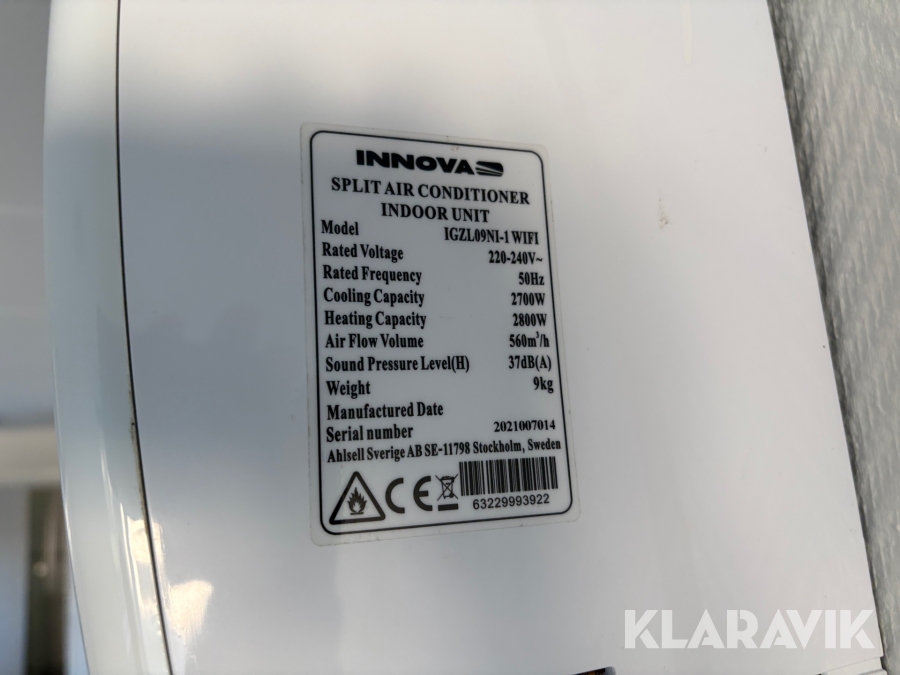 INNOVA
SPLIT AIR CONDITIONER
INDOOR UNIT
Model IGZL09NI-1 WIFI
Rated Voltage 220-240V~
Rated Frequency 50Hz
Cooling Capacity 2700W
Heating Capacity 2800W
Air Flow Volume 560m³/h
Sound Pressure Level(H) 37dB(A)
Weight 9kg
Manufactured Date
Serial number 2021007014
Ahlsell Sverige AB SE-11798 Stockholm, Sweden
CE
63229993922
KLARAVIK